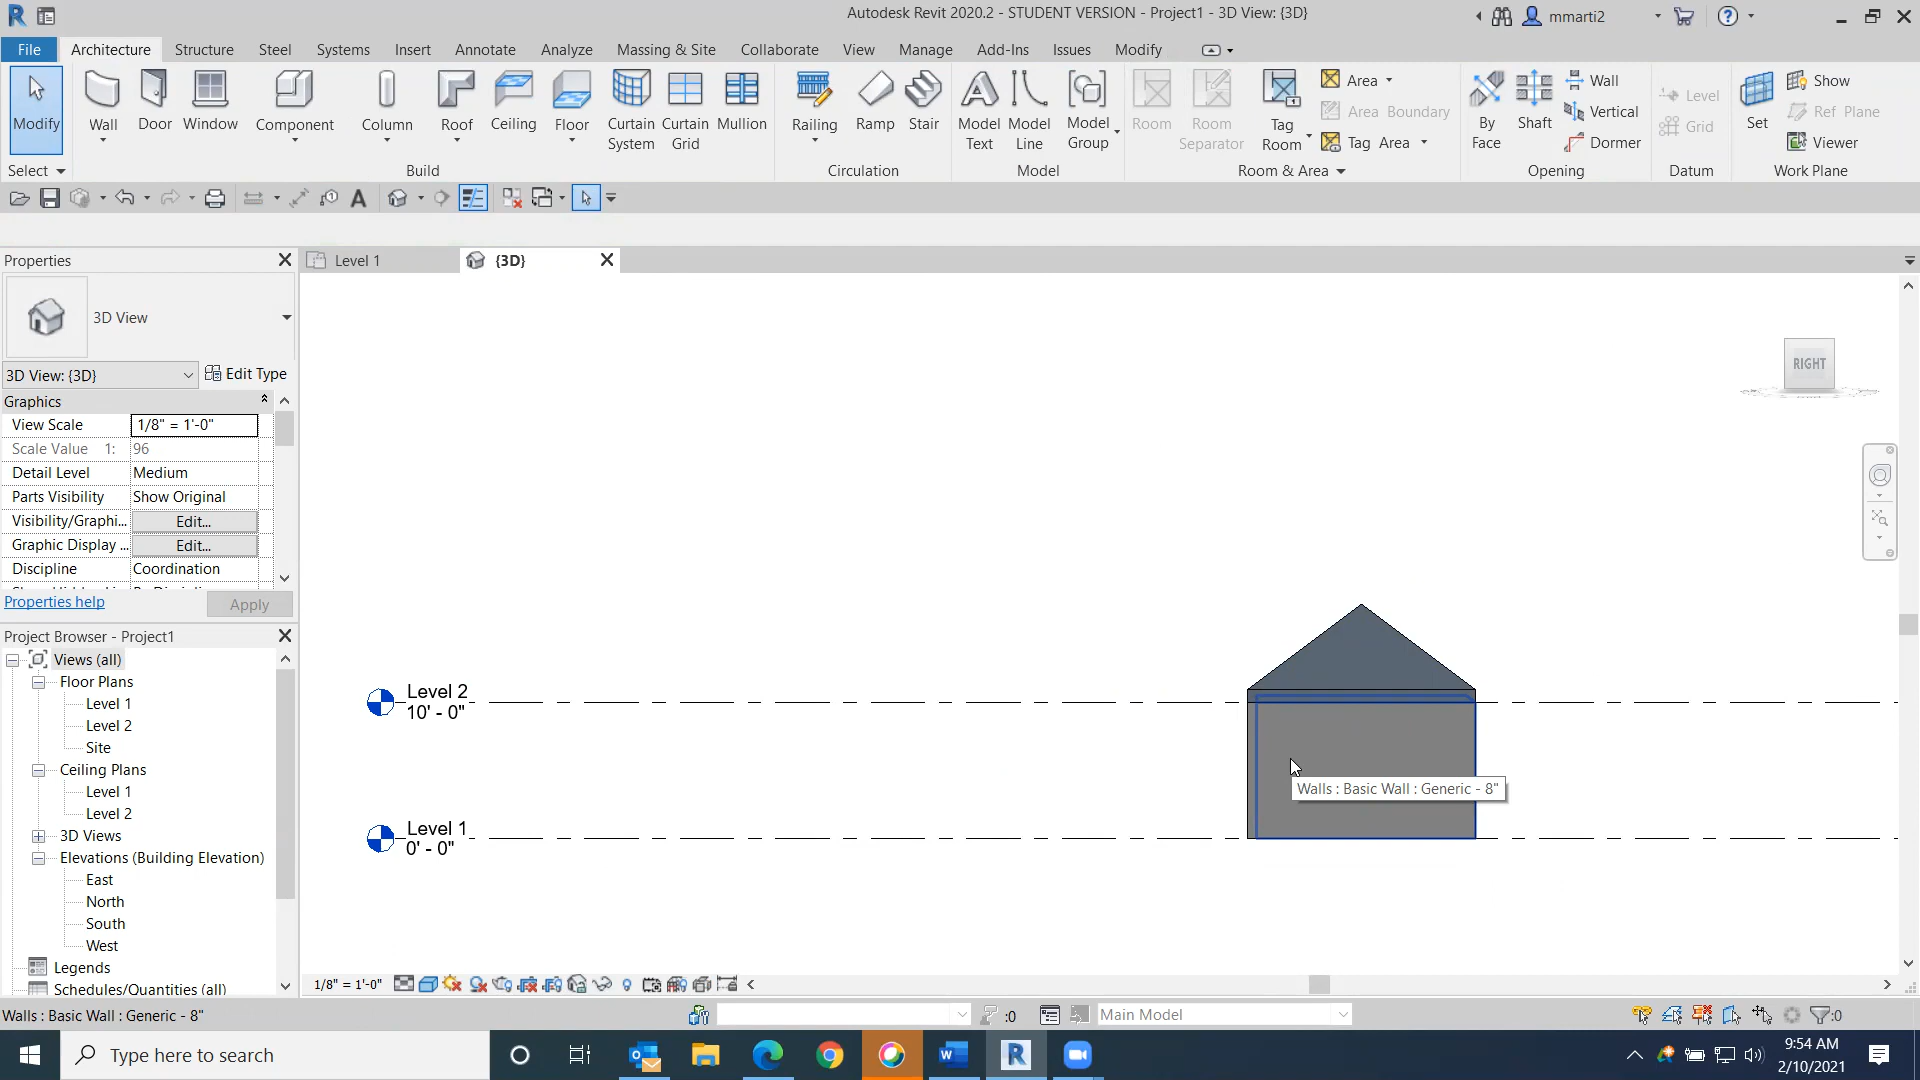 Autodesk Revit 2020.2 - STUDENT VERSION - Project1 - 3D View: {3D}
mmarti2
File Architecture Structure Steel Systems Insert Annotate Analyze Massing & Site Collaborate View Manage Add-Ins Issues Modify
Modify
Wall
Door
Window
Component
Column
Roof
Ceiling
Floor
Curtain System
Curtain Grid
Mullion
Railing
Ramp
Stair
Model Text
Model Line
Model Group
Room
Room Separator
Tag Room
Area
Area Boundary
Tag Area
By Face
Shaft
Wall
Vertical
Dormer
Level
Grid
Set
Show
Ref Plane
Viewer
Select
Build
Circulation
Model
Room & Area
Opening
Datum
Work Plane
Properties
Level 1
{3D}
3D View
3D View: {3D}
Edit Type
Graphics
View Scale 1/8" = 1'-0"
Scale Value 1: 96
Detail Level Medium
Parts Visibility Show Original
Visibility/Graphi... Edit...
Graphic Display ... Edit...
Discipline Coordination
Properties help
Apply
Project Browser - Project1
Views (all)
Floor Plans
Level 1
Level 2
Site
Ceiling Plans
Level 1
Level 2
3D Views
Elevations (Building Elevation)
East
North
South
West
Legends
Schedules/Quantities (all)
RIGHT
Level 2
10' - 0"
Level 1
0' - 0"
Walls : Basic Wall : Generic - 8"
1/8" = 1'-0"
Walls : Basic Wall : Generic - 8"
:0
Main Model
:0
Type here to search
9:54 AM
2/10/2021